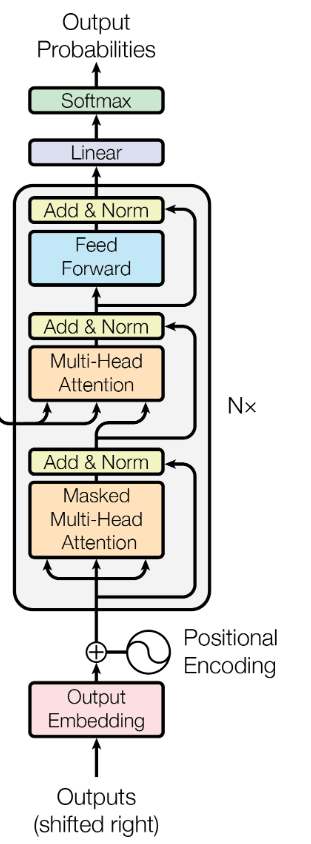 Output
Probabilities
Softmax
Linear
Add & Norm
Feed
Forward
Add & Norm
Multi-Head
Attention
N×
Add & Norm
Masked
Multi-Head
Attention
Positional
Encoding
Output
Embedding
Outputs
(shifted right)